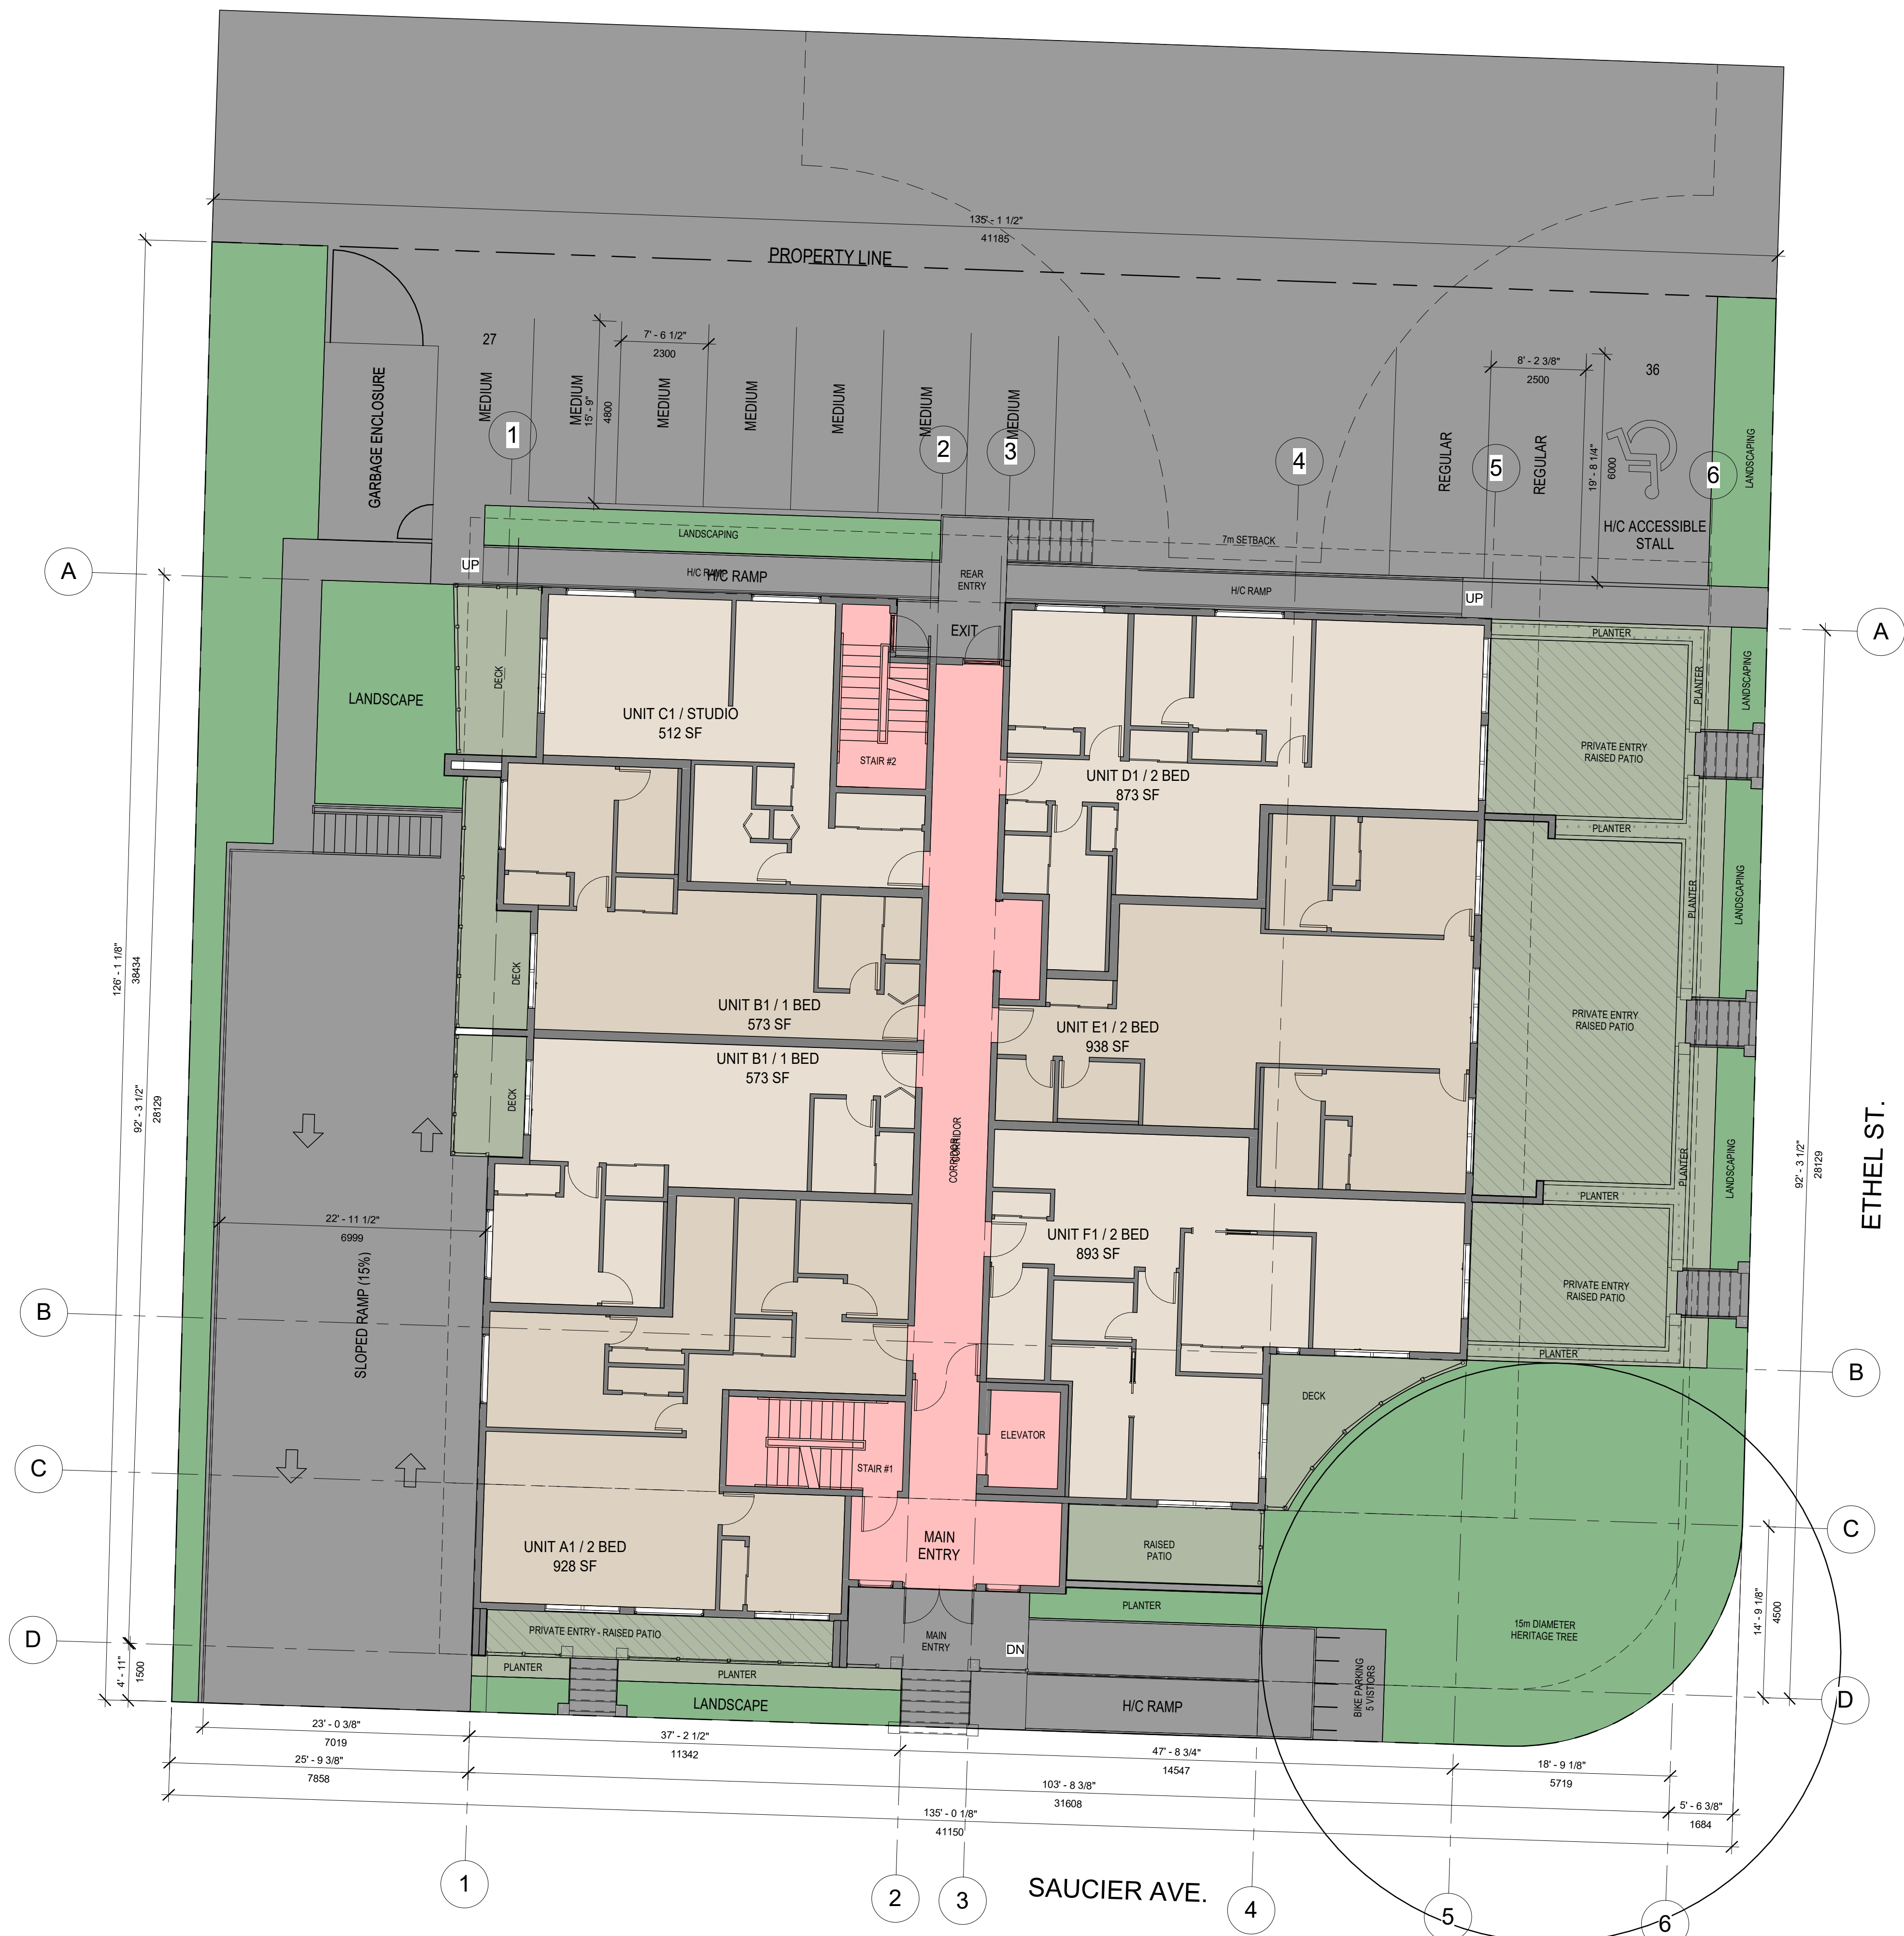 135' - 1 1/2"
41185
PROPERTY LINE
27
7' - 6 1/2"
2300
8' - 2 3/8"
2500
36
GARBAGE ENCLOSURE
MEDIUM
MEDIUM
15' - 9"
4800
MEDIUM
MEDIUM
MEDIUM
MEDIUM
MEDIUM
REGULAR
REGULAR
19' - 8 1/4"
6000
LANDSCAPING
1
2
3
4
5
6
H/C ACCESSIBLE
STALL
LANDSCAPING
7m SETBACK
A
UP
H/C RAMP
H/C RAMP
REAR
ENTRY
H/C RAMP
UP
EXIT
PLANTER
A
DECK
LANDSCAPE
UNIT C1 / STUDIO
512 SF
STAIR #2
UNIT D1 / 2 BED
873 SF
PRIVATE ENTRY
RAISED PATIO
PLANTER
LANDSCAPING
PLANTER
126' - 1 1/8"
38434
92' - 3 1/2"
28129
DECK
UNIT B1 / 1 BED
573 SF
UNIT E1 / 2 BED
938 SF
PRIVATE ENTRY
RAISED PATIO
PLANTER
LANDSCAPING
DECK
UNIT B1 / 1 BED
573 SF
CORRIDOR
CORRIDOR
ETHEL ST.
92' - 3 1/2"
28129
PLANTER
PLANTER
LANDSCAPING
22' - 11 1/2"
6999
UNIT F1 / 2 BED
893 SF
PRIVATE ENTRY
RAISED PATIO
SLOPED RAMP (15%)
B
PLANTER
B
DECK
ELEVATOR
C
STAIR #1
C
UNIT A1 / 2 BED
928 SF
MAIN
ENTRY
RAISED
PATIO
PLANTER
14' - 9 1/8"
4500
15m DIAMETER
HERITAGE TREE
D
PRIVATE ENTRY - RAISED PATIO
MAIN
ENTRY
DN
4' - 11"
1500
PLANTER
PLANTER
LANDSCAPE
H/C RAMP
BIKE PARKING
5 VISTIORS
D
23' - 0 3/8"
7019
37' - 2 1/2"
11342
47' - 8 3/4"
14547
18' - 9 1/8"
5719
25' - 9 3/8"
7858
103' - 8 3/8"
31608
5' - 6 3/8"
1684
135' - 0 1/8"
41150
1
2
3
SAUCIER AVE.
4
5
6